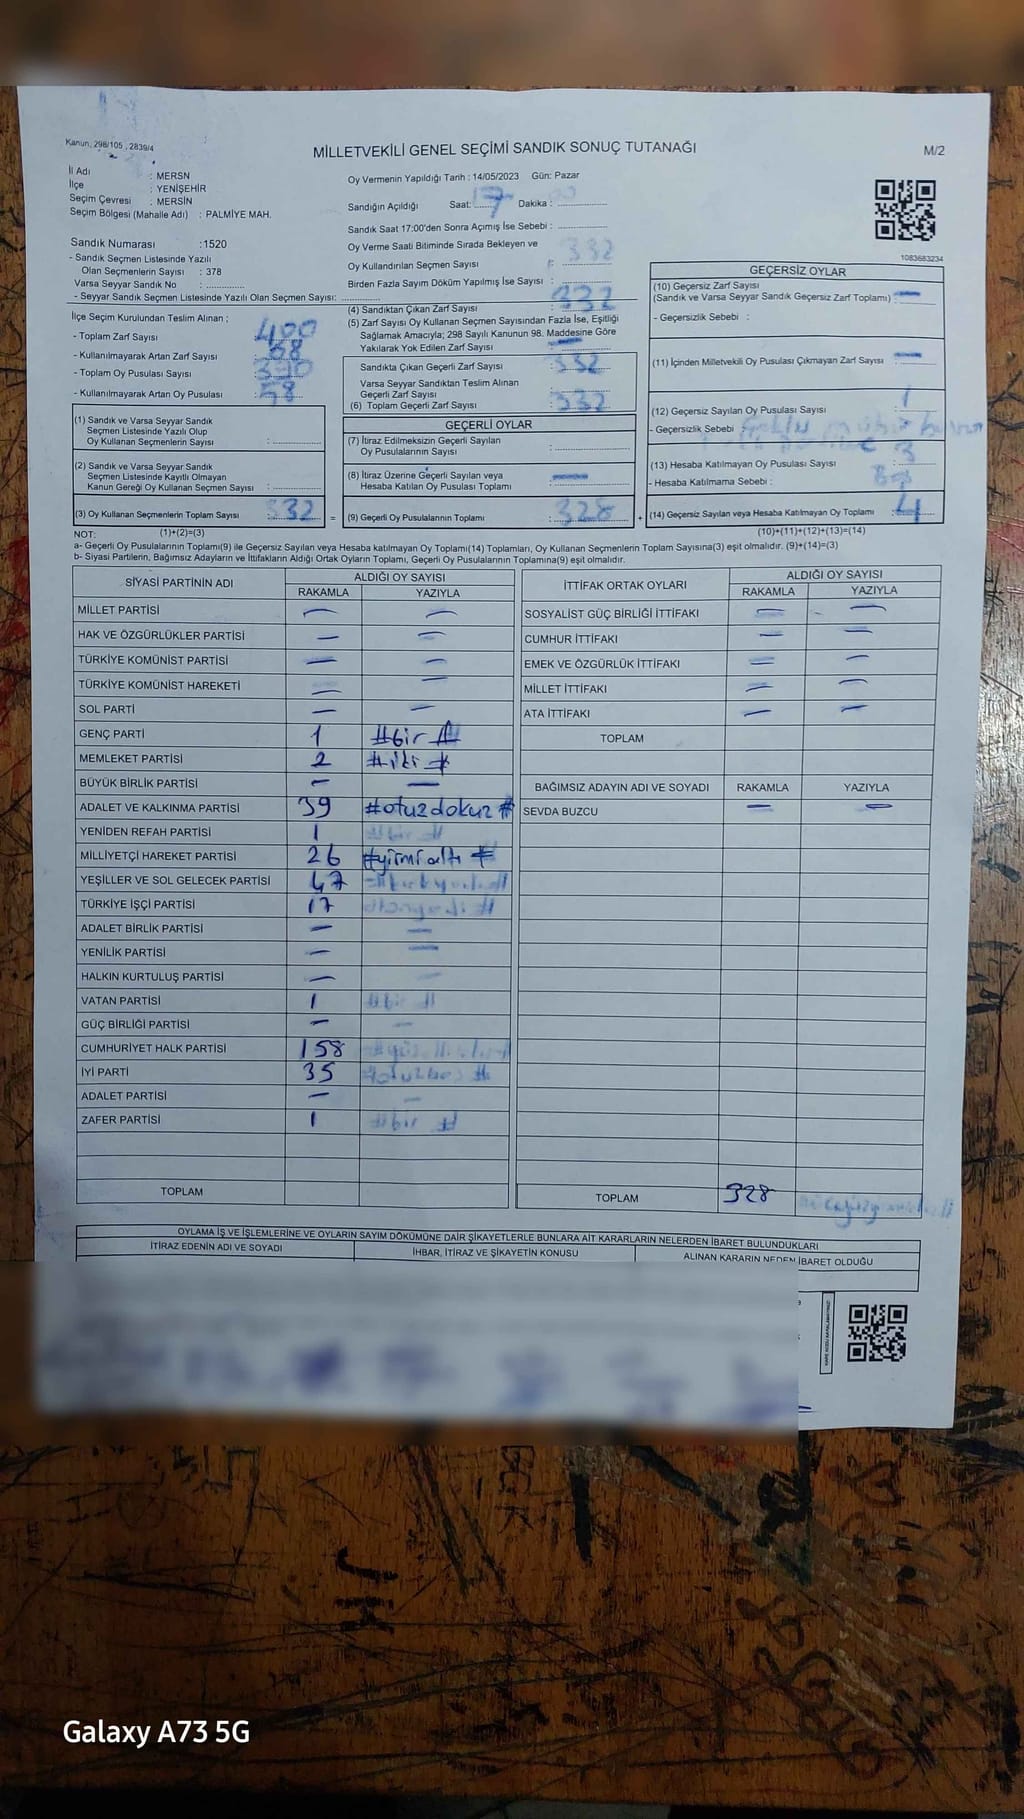 Kanun, 298/105 , 2839/4
MİLLETVEKİLİ GENEL SEÇİMİ SANDIK SONUÇ TUTANAĞI
M/2
İl Adı : MERSN
İlçe : YENİŞEHİR
Seçim Çevresi : MERSİN
Seçim Bölgesi (Mahalle Adı) : PALMİYE MAH.
Oy Vermenin Yapıldığı Tarih : 14/05/2023 Gün: Pazar
Sandığın Açıldığı Saat: 17 Dakika : 00
Sandık Saat 17:00'den Sonra Açımış İse Sebebi :
Sandık Numarası :1520
- Sandık Seçmen Listesinde Yazılı
Olan Seçmenlerin Sayısı : 378
Varsa Seyyar Sandık No :
- Seyyar Sandık Seçmen Listesinde Yazılı Olan Seçmen Sayısı:
Oy Verme Saati Bitiminde Sırada Bekleyen ve
Oy Kullandırılan Seçmen Sayısı : 332
Birden Fazla Sayım Döküm Yapılmış İse Sayısı :
1083683234
İlçe Seçim Kurulundan Teslim Alınan ;
- Toplam Zarf Sayısı : 400
- Kullanılmayarak Artan Zarf Sayısı : 68
- Toplam Oy Pusulası Sayısı
- Kullanılmayarak Artan Oy Pusulası
(4) Sandıktan Çıkan Zarf Sayısı : 332
(5) Zarf Sayısı Oy Kullanan Seçmen Sayısından Fazla İse, Eşitliği
Sağlamak Amacıyla; 298 Sayılı Kanunun 98. Maddesine Göre
Yakılarak Yok Edilen Zarf Sayısı : —
Sandıkta Çıkan Geçerli Zarf Sayısı : 332
Varsa Seyyar Sandıktan Teslim Alınan
Geçerli Zarf Sayısı
(6) Toplam Geçerli Zarf Sayısı : 332
GEÇERSİZ OYLAR
(10) Geçersiz Zarf Sayısı
(Sandık ve Varsa Seyyar Sandık Geçersiz Zarf Toplamı) : —
- Geçersizlik Sebebi :
(11) İçinden Milletvekili Oy Pusulası Çıkmayan Zarf Sayısı : —
(12) Geçersiz Sayılan Oy Pusulası Sayısı : 1
- Geçersizlik Sebebi :
(13) Hesaba Katılmayan Oy Pusulası Sayısı : 3
- Hesaba Katılmama Sebebi :
(14) Geçersiz Sayılan veya Hesaba Katılmayan Oy Toplamı : 4
(1) Sandık ve Varsa Seyyar Sandık
Seçmen Listesinde Yazılı Olup
Oy Kullanan Seçmenlerin Sayısı :
(2) Sandık ve Varsa Seyyar Sandık
Seçmen Listesinde Kayıtlı Olmayan
Kanun Gereği Oy Kullanan Seçmen Sayısı :
(3) Oy Kullanan Seçmenlerin Toplam Sayısı : 332 =
GEÇERLİ OYLAR
(7) İtiraz Edilmeksizin Geçerli Sayılan
Oy Pusulalarının Sayısı :
(8) İtiraz Üzerine Geçerli Sayılan veya
Hesaba Katılan Oy Pusulası Toplamı : —
(9) Geçerli Oy Pusulalarının Toplamı : 328 +
NOT: (1)+(2)=(3)
(10)+(11)+(12)+(13)=(14)
a- Geçerli Oy Pusulalarının Toplamı(9) ile Geçersiz Sayılan veya Hesaba katılmayan Oy Toplamı(14) Toplamları, Oy Kullanan Seçmenlerin Toplam Sayısına(3) eşit olmalıdır. (9)+(14)=(3)
b- Siyasi Partilerin, Bağımsız Adayların ve İttifakların Aldığı Ortak Oyların Toplamı, Geçerli Oy Pusulalarının Toplamına(9) eşit olmalıdır.
SİYASİ PARTİNİN ADI ALDIĞI OY SAYISI
RAKAMLA YAZIYLA
MİLLET PARTİSİ — —
HAK VE ÖZGÜRLÜKLER PARTİSİ — —
TÜRKİYE KOMÜNİST PARTİSİ — —
TÜRKİYE KOMÜNİST HAREKETİ — —
SOL PARTİ — —
GENÇ PARTİ 1 #Bir #
MEMLEKET PARTİSİ 2 #iki #
BÜYÜK BİRLİK PARTİSİ — —
ADALET VE KALKINMA PARTİSİ 39 #otuzdokuz #
YENİDEN REFAH PARTİSİ 1 # bir #
MİLLİYETÇİ HAREKET PARTİSİ 26 #yirmialtı #
YEŞİLLER VE SOL GELECEK PARTİSİ 47
TÜRKİYE İŞÇİ PARTİSİ 17
ADALET BİRLİK PARTİSİ — —
YENİLİK PARTİSİ — —
HALKIN KURTULUŞ PARTİSİ — —
VATAN PARTİSİ 1 # bir #
GÜÇ BİRLİĞİ PARTİSİ — —
CUMHURİYET HALK PARTİSİ 158
İYİ PARTİ 35
ADALET PARTİSİ — —
ZAFER PARTİSİ 1 # bir #
TOPLAM
İTTİFAK ORTAK OYLARI ALDIĞI OY SAYISI
RAKAMLA YAZIYLA
SOSYALİST GÜÇ BİRLİĞİ İTTİFAKI — —
CUMHUR İTTİFAKI — —
EMEK VE ÖZGÜRLÜK İTTİFAKI — —
MİLLET İTTİFAKI — —
ATA İTTİFAKI — —
TOPLAM
BAĞIMSIZ ADAYIN ADI VE SOYADI RAKAMLA YAZIYLA
SEVDA BUZCU — —
TOPLAM 328
OYLAMA İŞ VE İŞLEMLERİNE VE OYLARIN SAYIM DÖKÜMÜNE DAİR ŞİKAYETLERLE BUNLARA AİT KARARLARIN NELERDEN İBARET BULUNDUKLARI
İTİRAZ EDENİN ADI VE SOYADI İHBAR, İTİRAZ VE ŞİKAYETİN KONUSU ALINAN KARARIN NEDEN İBARET OLDUĞU
Galaxy A73 5G